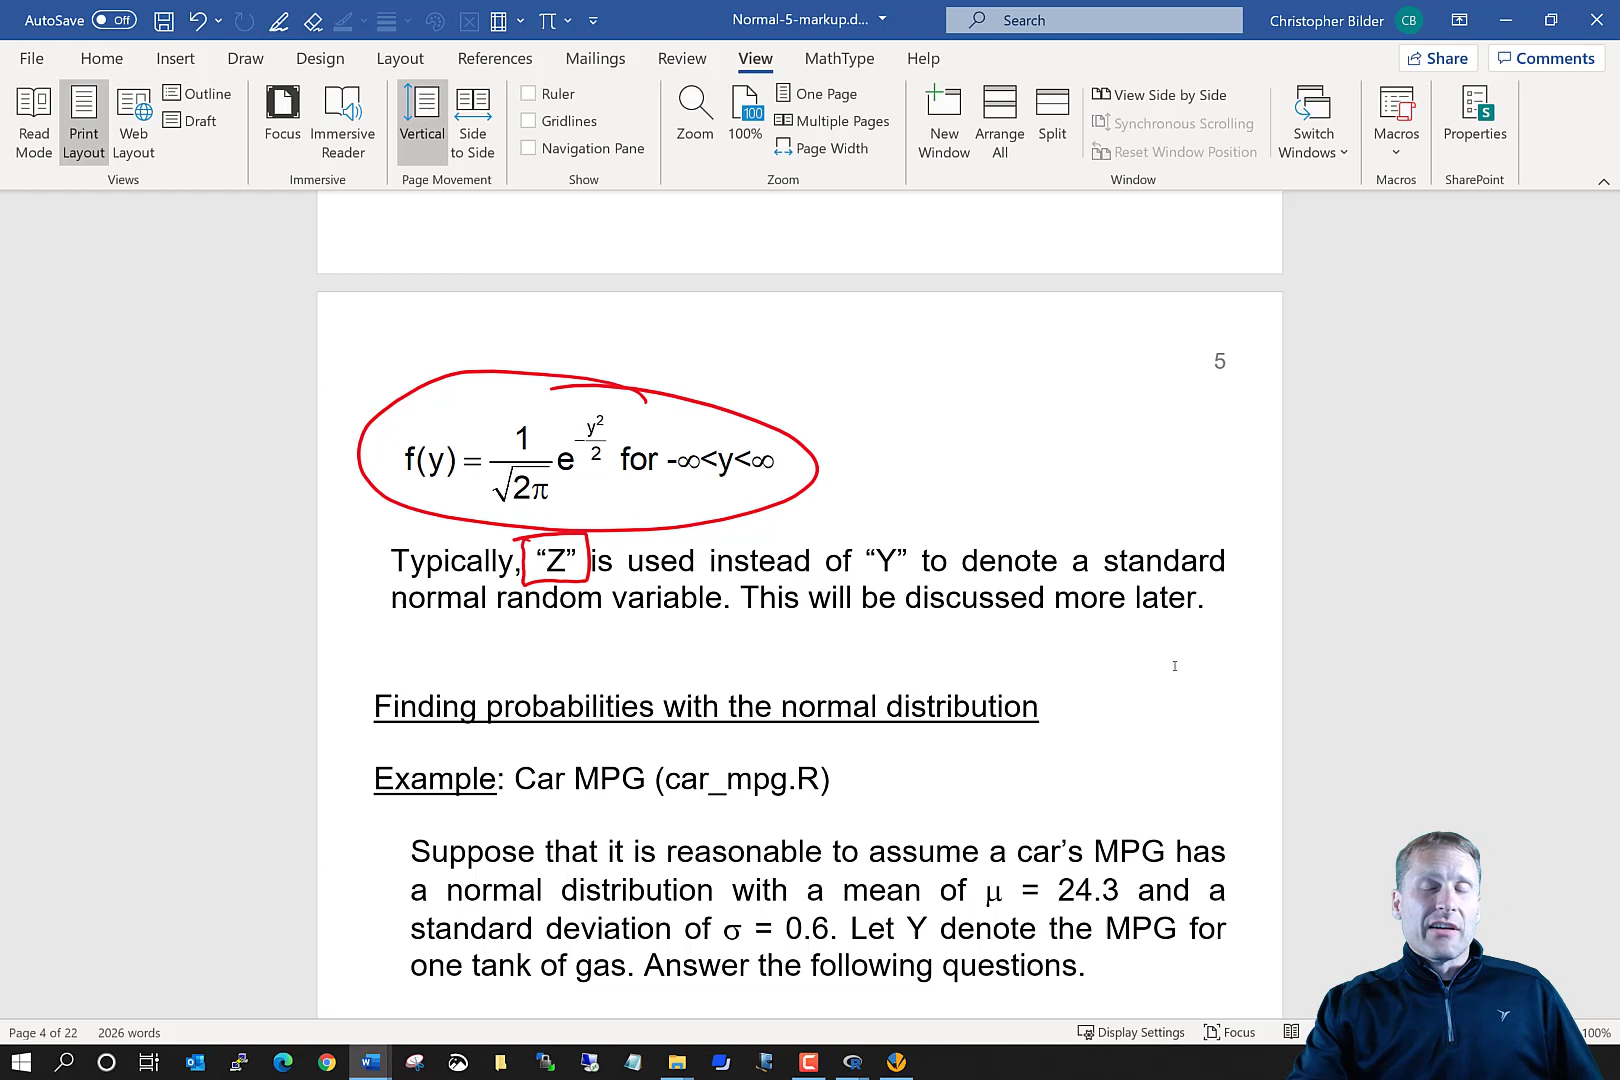 AutoSave Off Normal-5-markup.d... Search Christopher Bilder CB
File Home Insert Draw Design Layout References Mailings Review View MathType Help Share Comments
Read Mode
Print Layout
Web Layout
Outline
Draft
Views
Focus
Immersive Reader
Immersive
Vertical
Side to Side
Page Movement
Ruler
Gridlines
Navigation Pane
Show
Zoom
100
100%
One Page
Multiple Pages
Page Width
Zoom
New Window
Arrange All
Split
View Side by Side
Synchronous Scrolling
Reset Window Position
Window
Switch Windows
Macros
Macros
S
Properties
SharePoint
5
f(y) = 1/√2π e^(-y²/2) for -∞<y<∞
Typically, “Z” is used instead of “Y” to denote a standard
normal random variable. This will be discussed more later.
Finding probabilities with the normal distribution
Example: Car MPG (car_mpg.R)
Suppose that it is reasonable to assume a car’s MPG has
a normal distribution with a mean of μ = 24.3 and a
standard deviation of σ = 0.6. Let Y denote the MPG for
one tank of gas. Answer the following questions.
Page 4 of 22 2026 words Display Settings Focus 100%